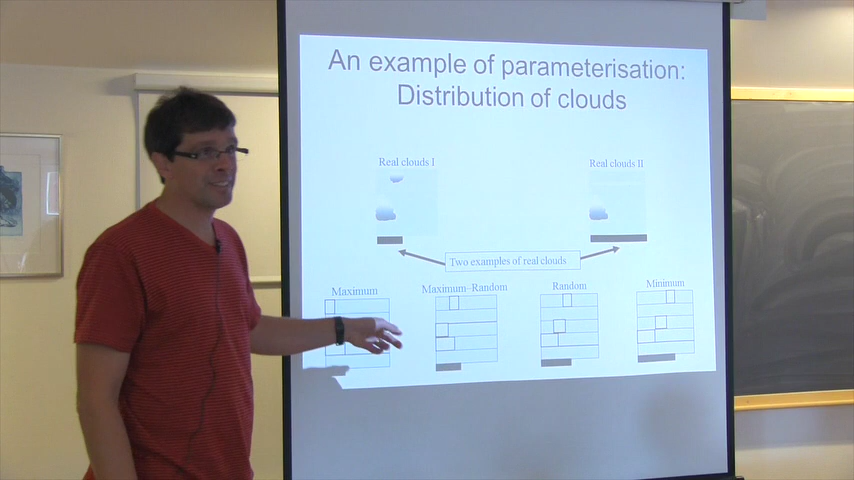 An example of parameterisation:
Distribution of clouds
Real clouds I
Real clouds II
Two examples of real clouds
Maximum
Maximum–Random
Random
Minimum